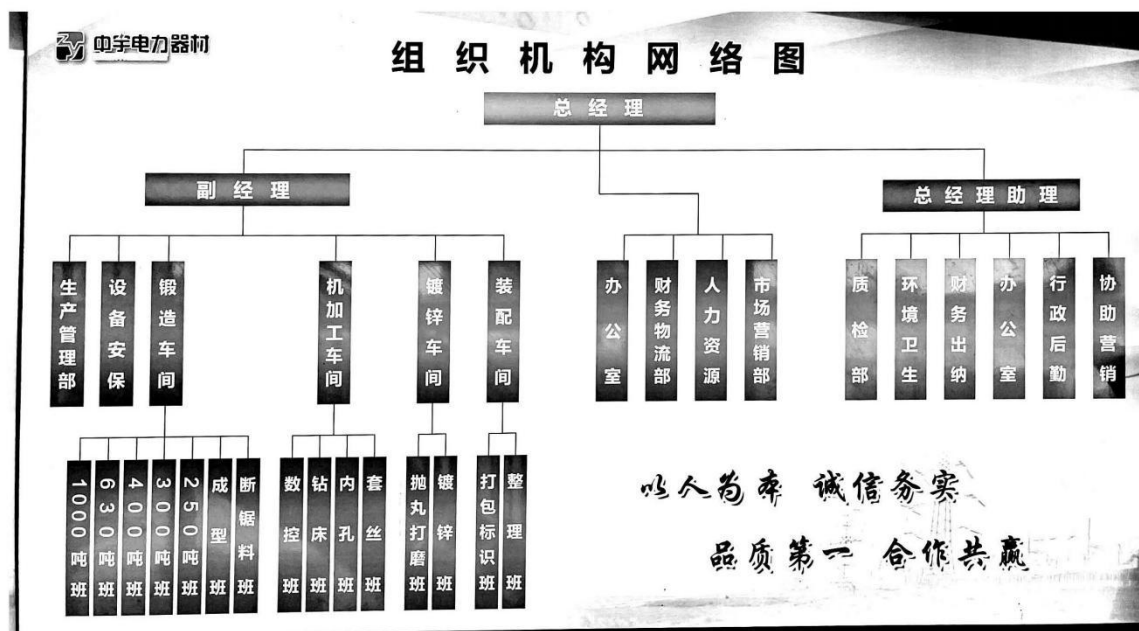 ZY 中宇电力器材
组织机构网络图
总经理
副经理
总经理助理
生产管理部
设备安保
锻造车间
机加工车间
镀锌车间
装配车间
办公室
财务物流部
人力资源
市场营销部
质检部
环境卫生
财务出纳
办公室
行政后勤
协助营销
1000吨班
630吨班
400吨班
300吨班
250吨班
成型班
断锯料班
数控班
钻床班
内孔班
套丝班
抛丸打磨班
镀锌班
打包标识班
整理班
以人为本 诚信务实
品质第一 合作共赢